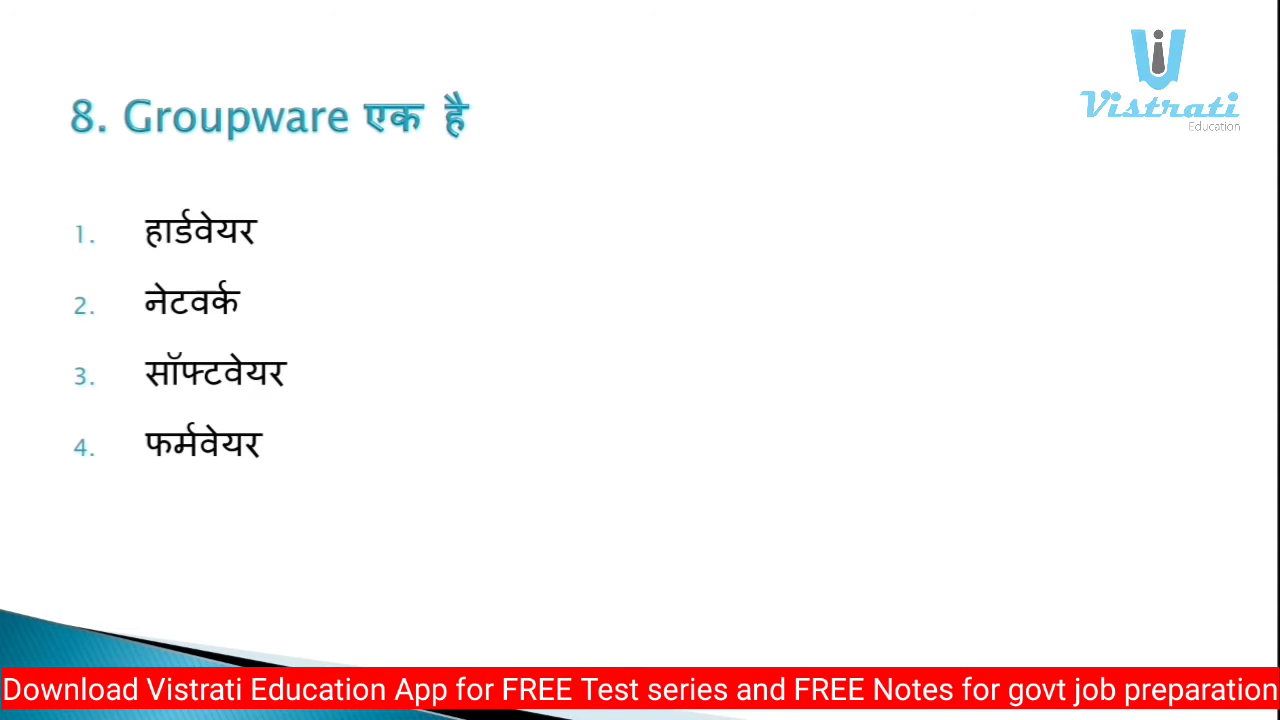 Vistrati
Education
8. Groupware एक है
1. हार्डवेयर
2. नेटवर्क
3. सॉफ्टवेयर
4. फर्मवेयर
Download Vistrati Education App for FREE Test series and FREE Notes for govt job preparation